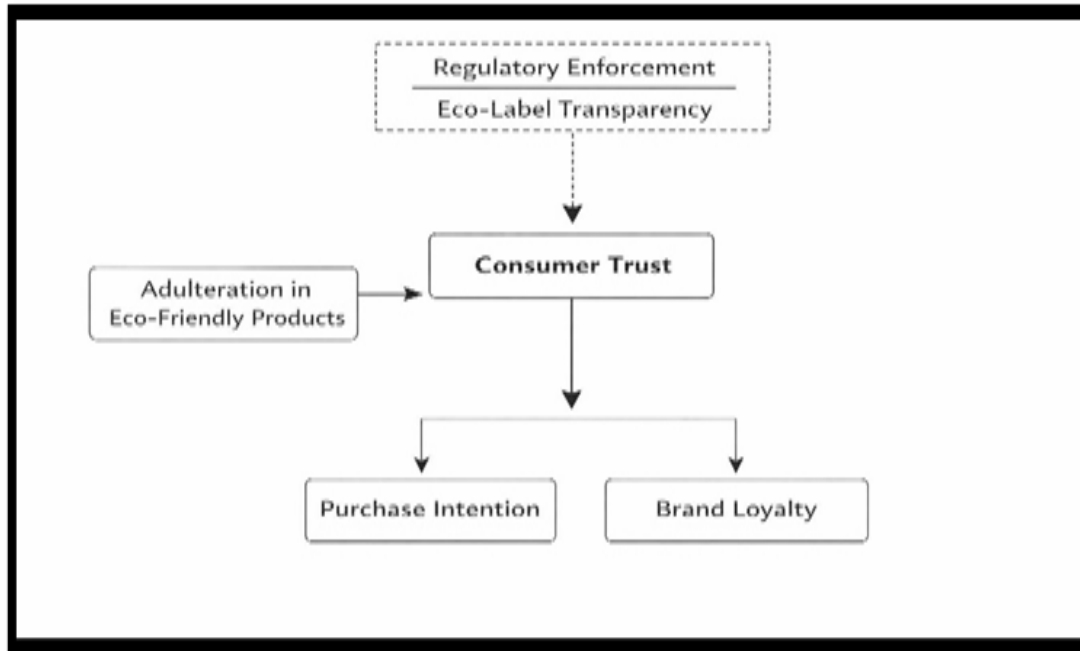 Regulatory Enforcement
Eco-Label Transparency
Consumer Trust
Adulteration in
Eco-Friendly Products
Purchase Intention
Brand Loyalty